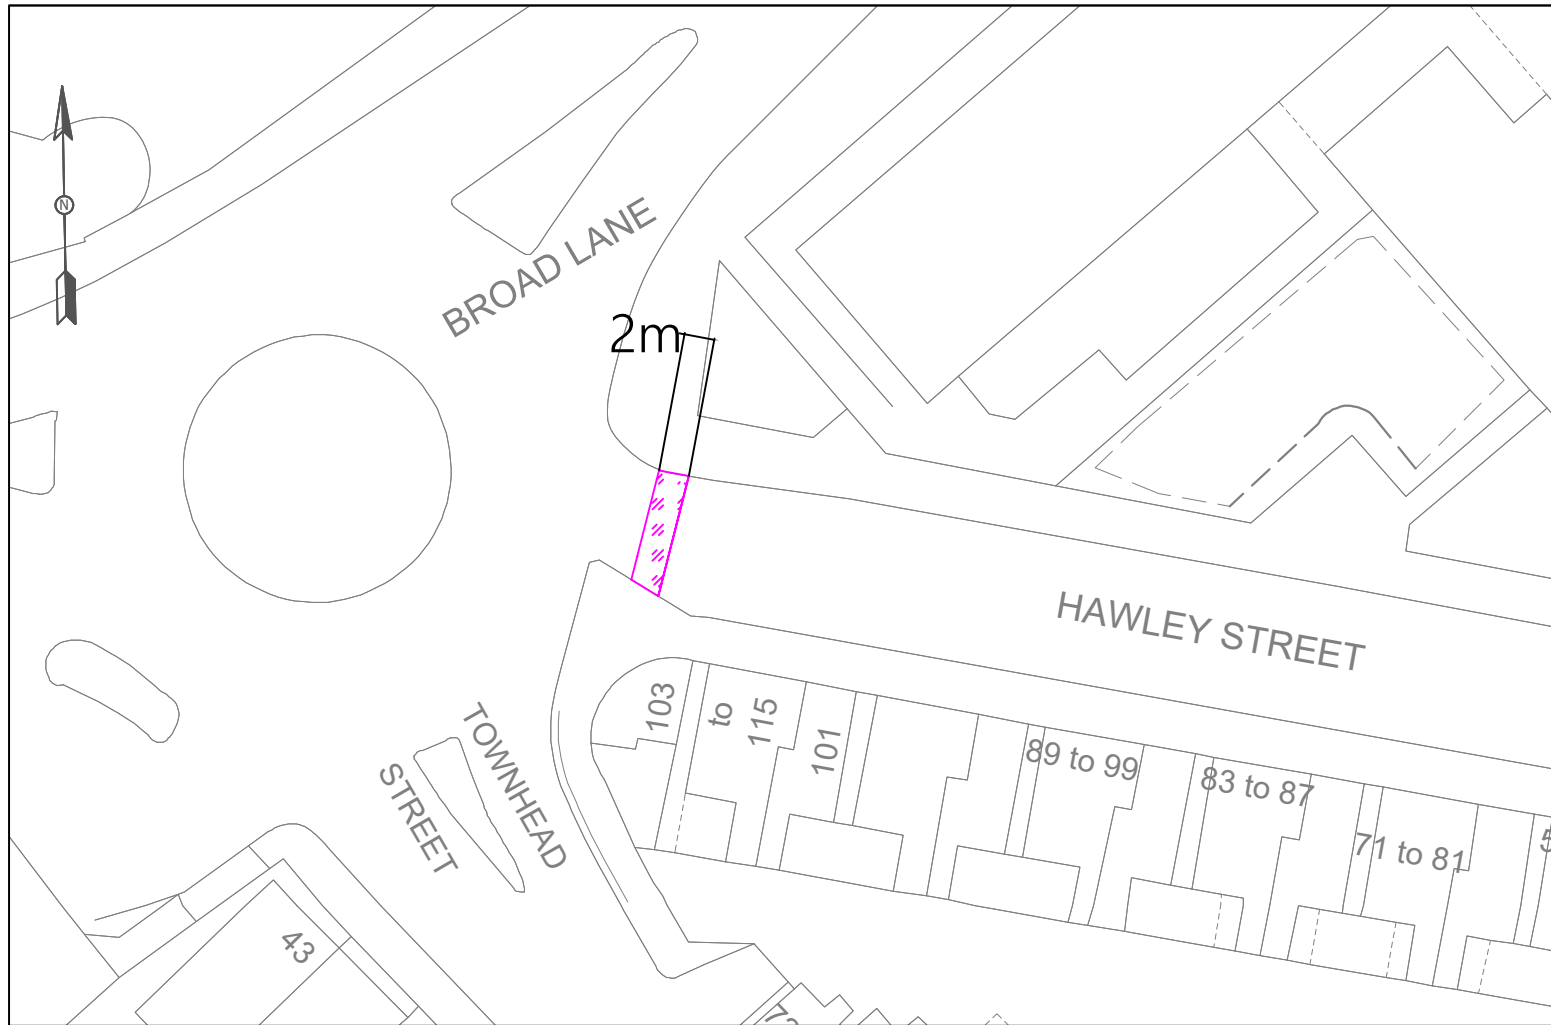 N
BROAD LANE
2m
HAWLEY STREET
TOWNHEAD
STREET
103
to
115
101
89 to 99
83 to 87
71 to 81
5
43